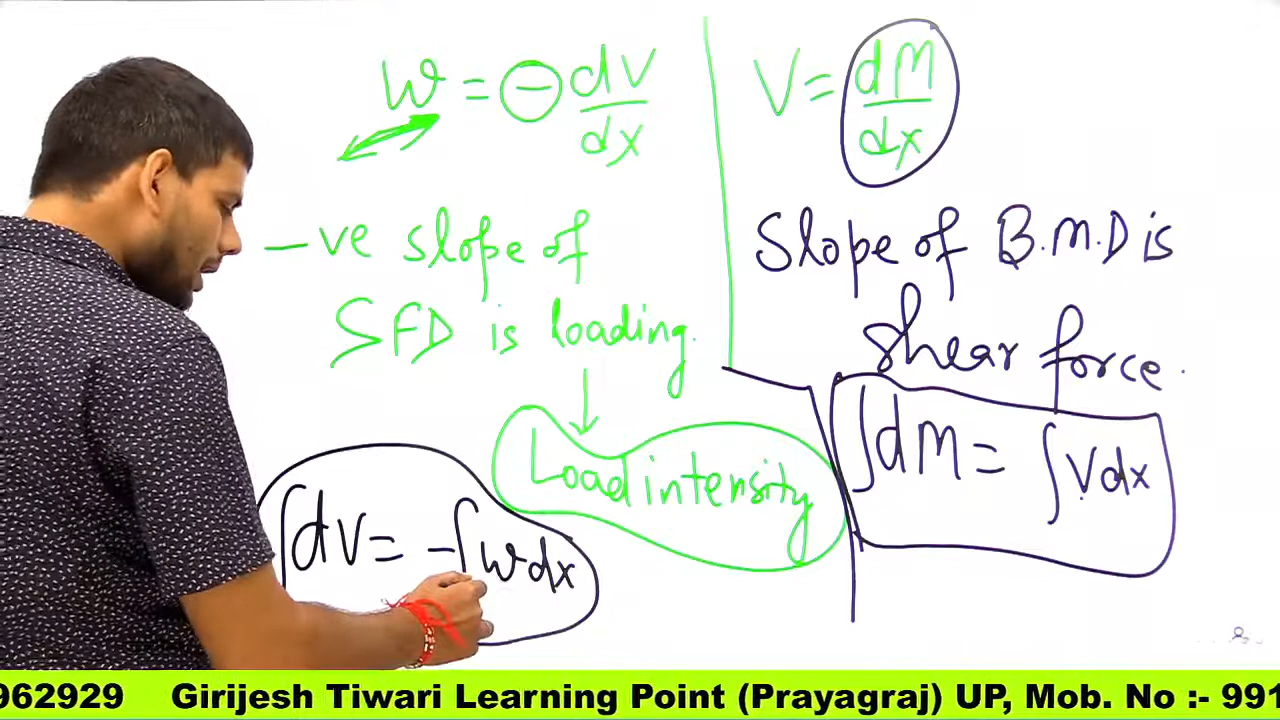 w = - dV/dx
-ve slope of
SFD is loading.
Load intensity
∫dV = -∫w dx
V = dM/dx
Slope of B.M.D is
shear force.
∫dM = ∫Vdx
962929 Girijesh Tiwari Learning Point (Prayagraj) UP, Mob. No :- 991